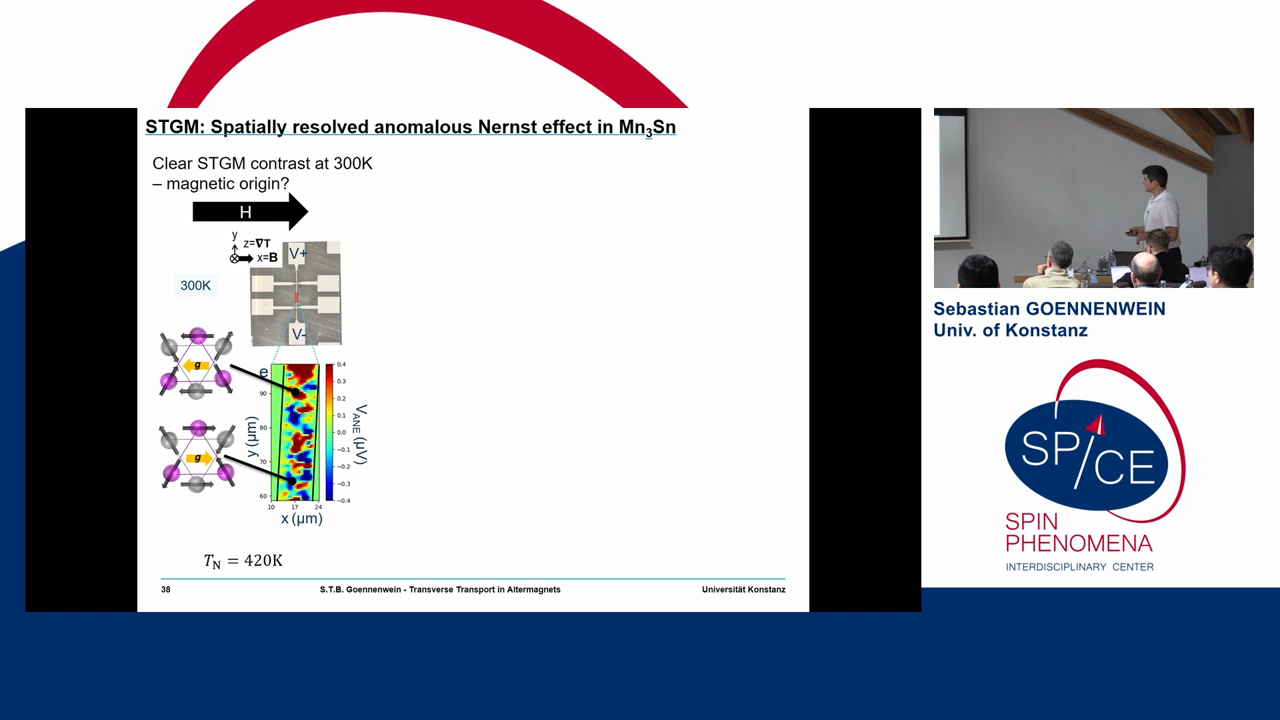 STGM: Spatially resolved anomalous Nernst effect in Mn₃Sn
Clear STGM contrast at 300K
– magnetic origin?
H
y
z=∇T
x=B
V+
V-
300K
g
g
e
90
80
70
60
y (µm)
10 17 24
x (µm)
0.4
0.3
0.2
0.1
0.0
−0.1
−0.2
−0.3
−0.4
V_ANE (µV)
T_N = 420K
38
S.T.B. Goennenwein - Transverse Transport in Altermagnets
Universität Konstanz
Sebastian GOENNENWEIN
Univ. of Konstanz
SP/CE
SPIN
PHENOMENA
INTERDISCIPLINARY CENTER